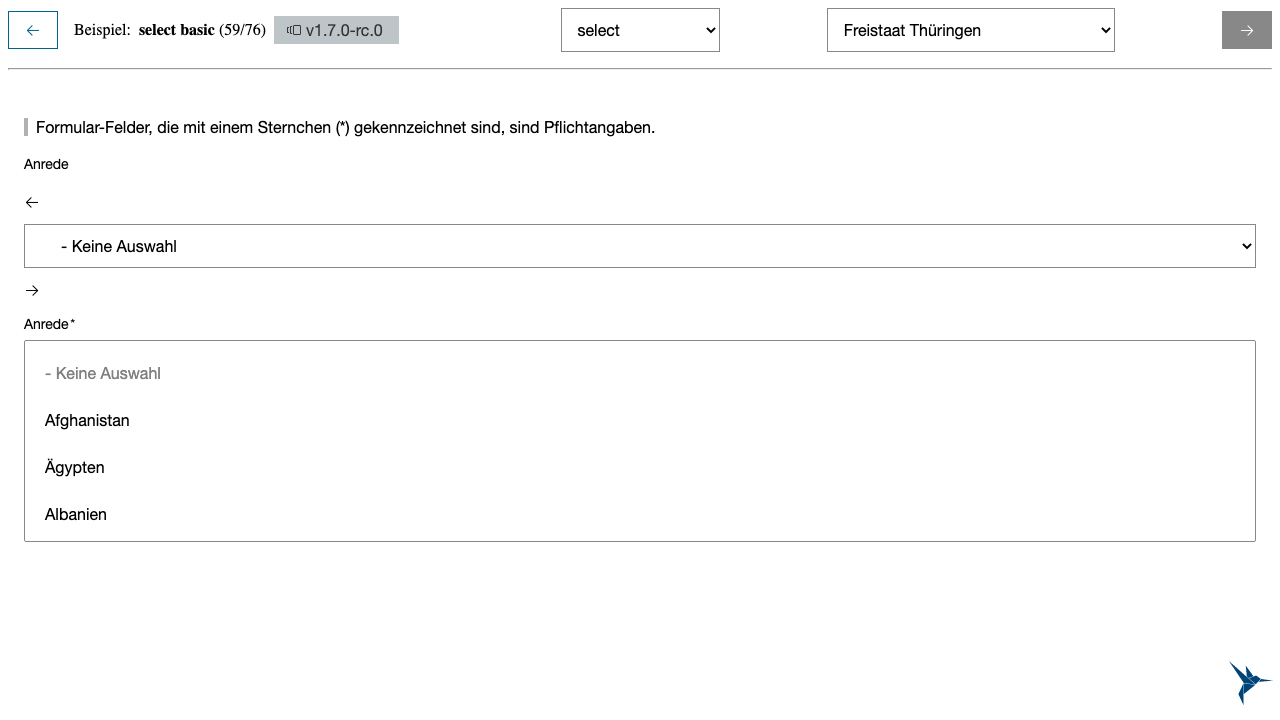 Beispiel: select basic (59/76) v1.7.0-rc.0 select Freistaat Thüringen
Formular-Felder, die mit einem Sternchen (*) gekennzeichnet sind, sind Pflichtangaben.
Anrede
- Keine Auswahl
Anrede*
- Keine Auswahl
Afghanistan
Ägypten
Albanien